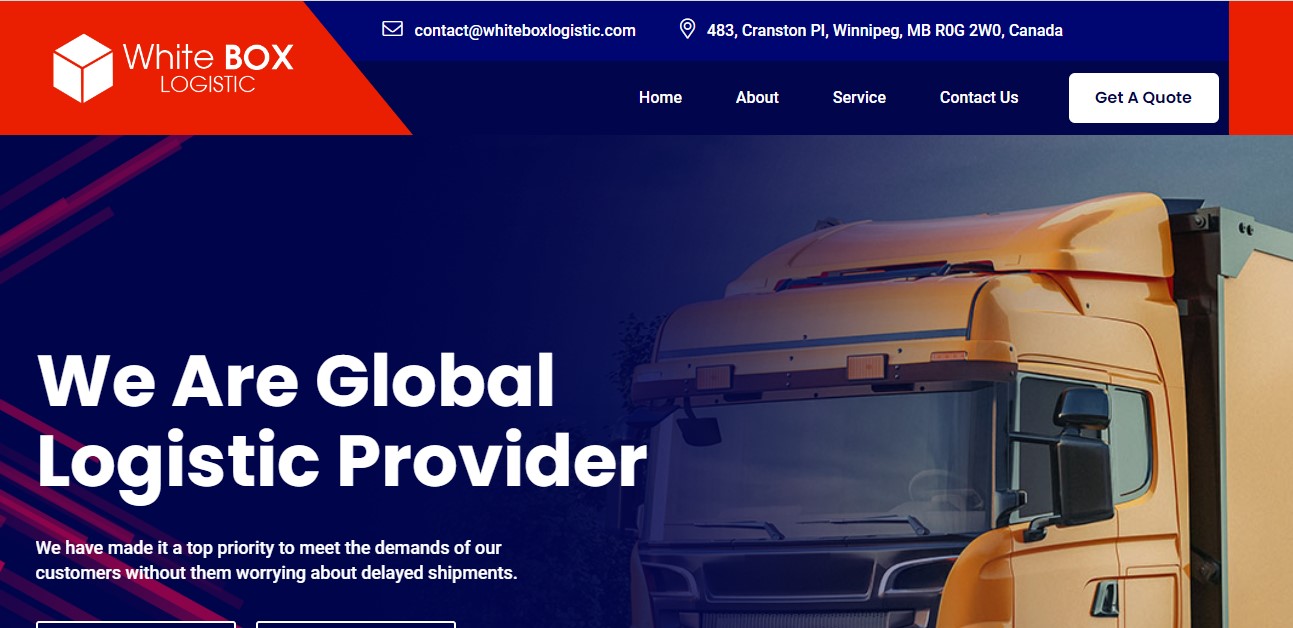 White BOX
LOGISTIC
contact@whiteboxlogistic.com
483, Cranston Pl, Winnipeg, MB R0G 2W0, Canada
Home
About
Service
Contact Us
Get A Quote
We Are Global
Logistic Provider
We have made it a top priority to meet the demands of our
customers without them worrying about delayed shipments.